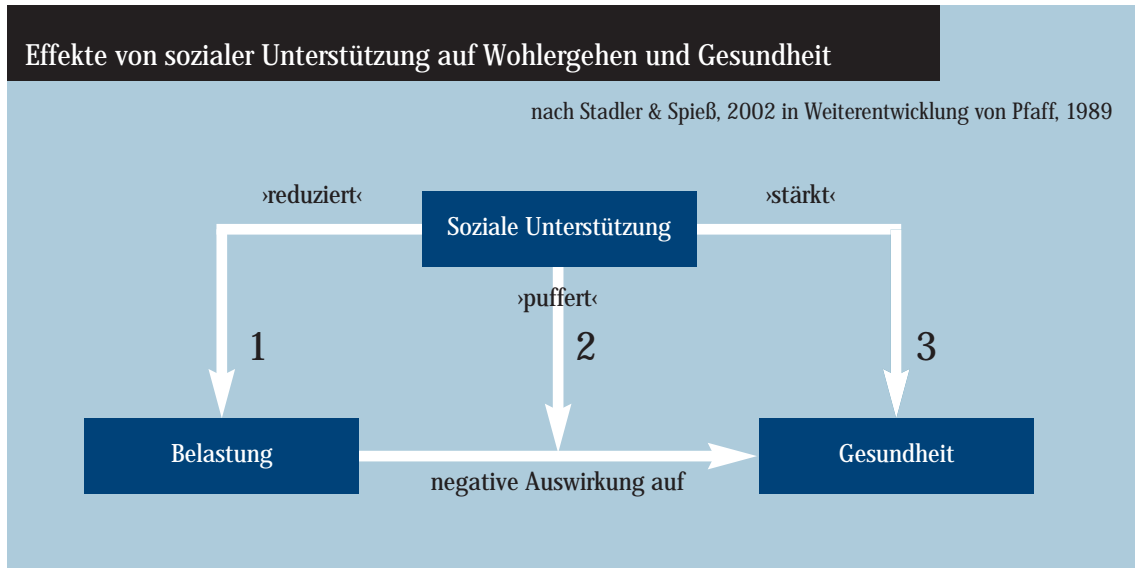 Effekte von sozialer Unterstützung auf Wohlergehen und Gesundheit
nach Stadler & Spieß, 2002 in Weiterentwicklung von Pfaff, 1989
›reduziert‹
›stärkt‹
Soziale Unterstützung
›puffert‹
1
2
3
Belastung
Gesundheit
negative Auswirkung auf